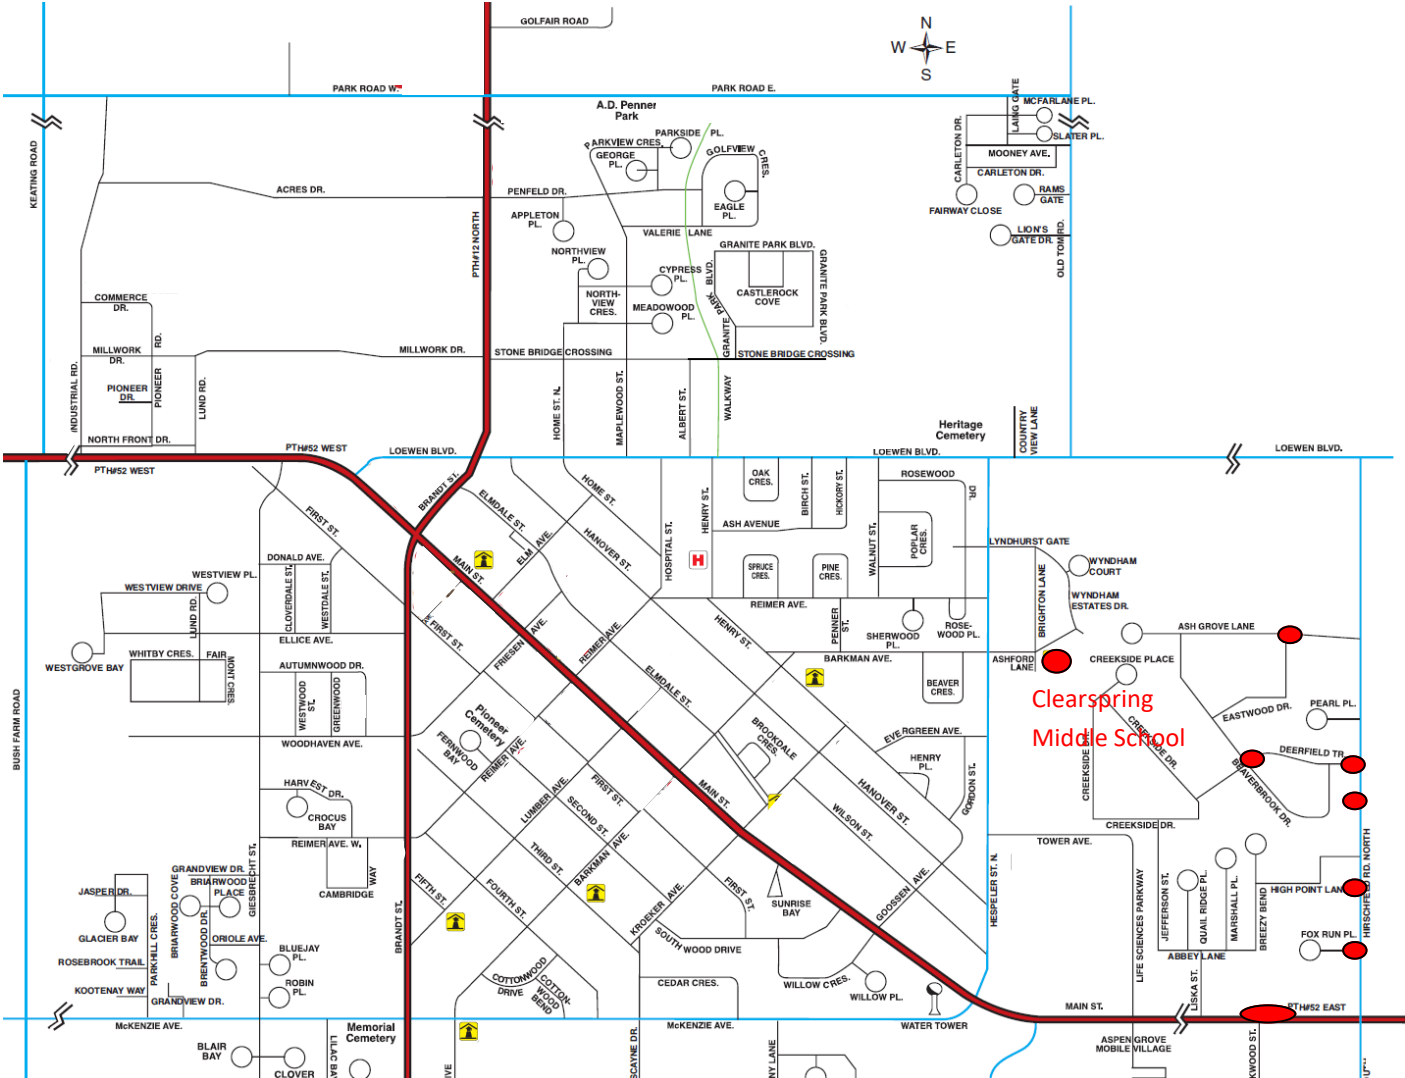 GOLFAIR ROAD
N
W E
S
PARK ROAD W.
PARK ROAD E.
A.D. Penner
Park
LAING GATE
MCFARLANE PL.
SLATER PL.
MOONEY AVE.
CARLETON DR.
CARLETON DR.
RAMS
GATE
FAIRWAY CLOSE
LION'S
GATE DR.
OLD TOM RD.
KEATING ROAD
PARKSIDE PL.
PARKVIEW CRES.
GEORGE
PL.
GOLFVIEW CRES.
EAGLE
PL.
ACRES DR.
PENFELD DR.
APPLETON
PL.
VALERIE LANE
PTH#12 NORTH
NORTHVIEW
PL.
GRANITE PARK BLVD.
GRANITE PARK BLVD.
GRANITE PARK BLVD.
CYPRESS
PL.
CASTLEROCK
COVE
NORTH-
VIEW
CRES.
MEADOWOOD
PL.
COMMERCE
DR.
MILLWORK
DR.
PIONEER RD.
PIONEER
DR.
MILLWORK DR.
STONE BRIDGE CROSSING
STONE BRIDGE CROSSING
INDUSTRIAL RD.
LUND RD.
HOME ST. N.
MAPLEWOOD ST.
ALBERT ST.
WALKWAY
NORTH FRONT DR.
Heritage
Cemetery
COUNTRY
VIEW LANE
PTH#52 WEST
PTH#52 WEST
LOEWEN BLVD.
LOEWEN BLVD.
LOEWEN BLVD.
BRANDT ST.
FIRST ST.
ELMDALE ST.
HOME ST.
ELM AVE.
HANOVER ST.
HOSPITAL ST.
HENRY ST.
OAK
CRES.
BIRCH ST.
HICKORY ST.
ROSEWOOD DR.
ASH AVENUE
WALNUT ST.
POPLAR
CRES.
H
SPRUCE
CRES.
PINE
CRES.
LYNDHURST GATE
WYNDHAM
COURT
WYNDHAM
ESTATES DR.
BRIGHTON LANE
DONALD AVE.
MAIN ST.
WESTVIEW PL.
WESTVIEW DRIVE
CLOVERDALE ST.
WESTDALE ST.
LUND RD.
ELLICE AVE.
REIMER AVE.
HENRY ST.
PENNER
ST.
SHERWOOD
PL.
ROSE-
WOOD PL.
ASH GROVE LANE
FIRST ST.
FRIESEN AVE.
REIMER AVE.
WESTGROVE BAY
WHITBY CRES.
FAIR
MONT CRES.
AUTUMNWOOD DR.
WESTWOOD
ST.
GREENWOOD
BARKMAN AVE.
ASHFORD
LANE
CREEKSIDE PLACE
BEAVER
CRES.
ELMDALE ST.
Clearspring
Middle School
BUSH FARM ROAD
WOODHAVEN AVE.
Pioneer
Cemetery
FERNWOOD
BAY
REIMER AVE.
BROOKDALE
CRES.
EVERGREEN AVE.
HENRY
PL.
GORDON ST.
CREEKSIDE DR.
CREEKSIDE DR.
EASTWOOD DR.
PEARL PL.
DEERFIELD TR.
BEAVERBROOK DR.
HARVEST DR.
CROCUS
BAY
LUMBER AVE.
FIRST ST.
SECOND ST.
MAIN ST.
HANOVER ST.
WILSON ST.
CREEKSIDE DR.
REIMER AVE. W.
TOWER AVE.
GIESBRECHT ST.
CAMBRIDGE
WAY
THIRD ST.
BARKMAN AVE.
GRANDVIEW DR.
BRIARWOOD
PLACE
JASPER DR.
GLACIER BAY
PARKHILL CRES.
BRIARWOOD COVE
BRENTWOOD DR.
ORIOLE AVE.
BLUEJAY
PL.
ROBIN
PL.
ROSEBROOK TRAIL
KOOTENAY WAY
GRANDVIEW DR.
BRANDT ST.
FIFTH ST.
FOURTH ST.
KROEKER AVE.
FIRST ST.
SUNRISE
BAY
GOOSSEN AVE.
HESPELER ST. N.
SOUTHWOOD DRIVE
COTTONWOOD
DRIVE
COTTON-
WOOD
BEND
CEDAR CRES.
WILLOW CRES.
WILLOW PL.
WATER TOWER
LIFE SCIENCES PARKWAY
JEFFERSON ST.
QUAIL RIDGE PL.
MARSHALL PL.
BREEZY BEND
HIGH POINT LANE
HIRSCHFELD RD. NORTH
FOX RUN PL.
ABBEY LANE
LISKA ST.
MAIN ST.
PTH#52 EAST
McKENZIE AVE.
McKENZIE AVE.
Memorial
Cemetery
BLAIR
BAY
CLOVER
LILAC BA
SCAYNE DR.
NY LANE
ASPEN GROVE
MOBILE VILLAGE
KWOOD ST.